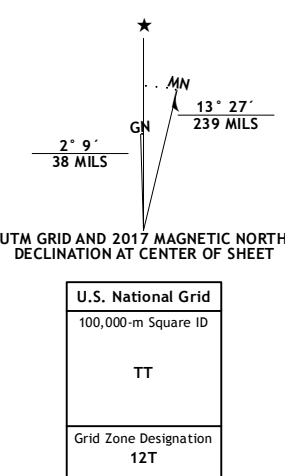 ★
MN
GN
13° 27´
239 MILS
2° 9´
38 MILS
UTM GRID AND 2017 MAGNETIC NORTH
DECLINATION AT CENTER OF SHEET
U.S. National Grid
100,000-m Square ID
TT
Grid Zone Designation
12T